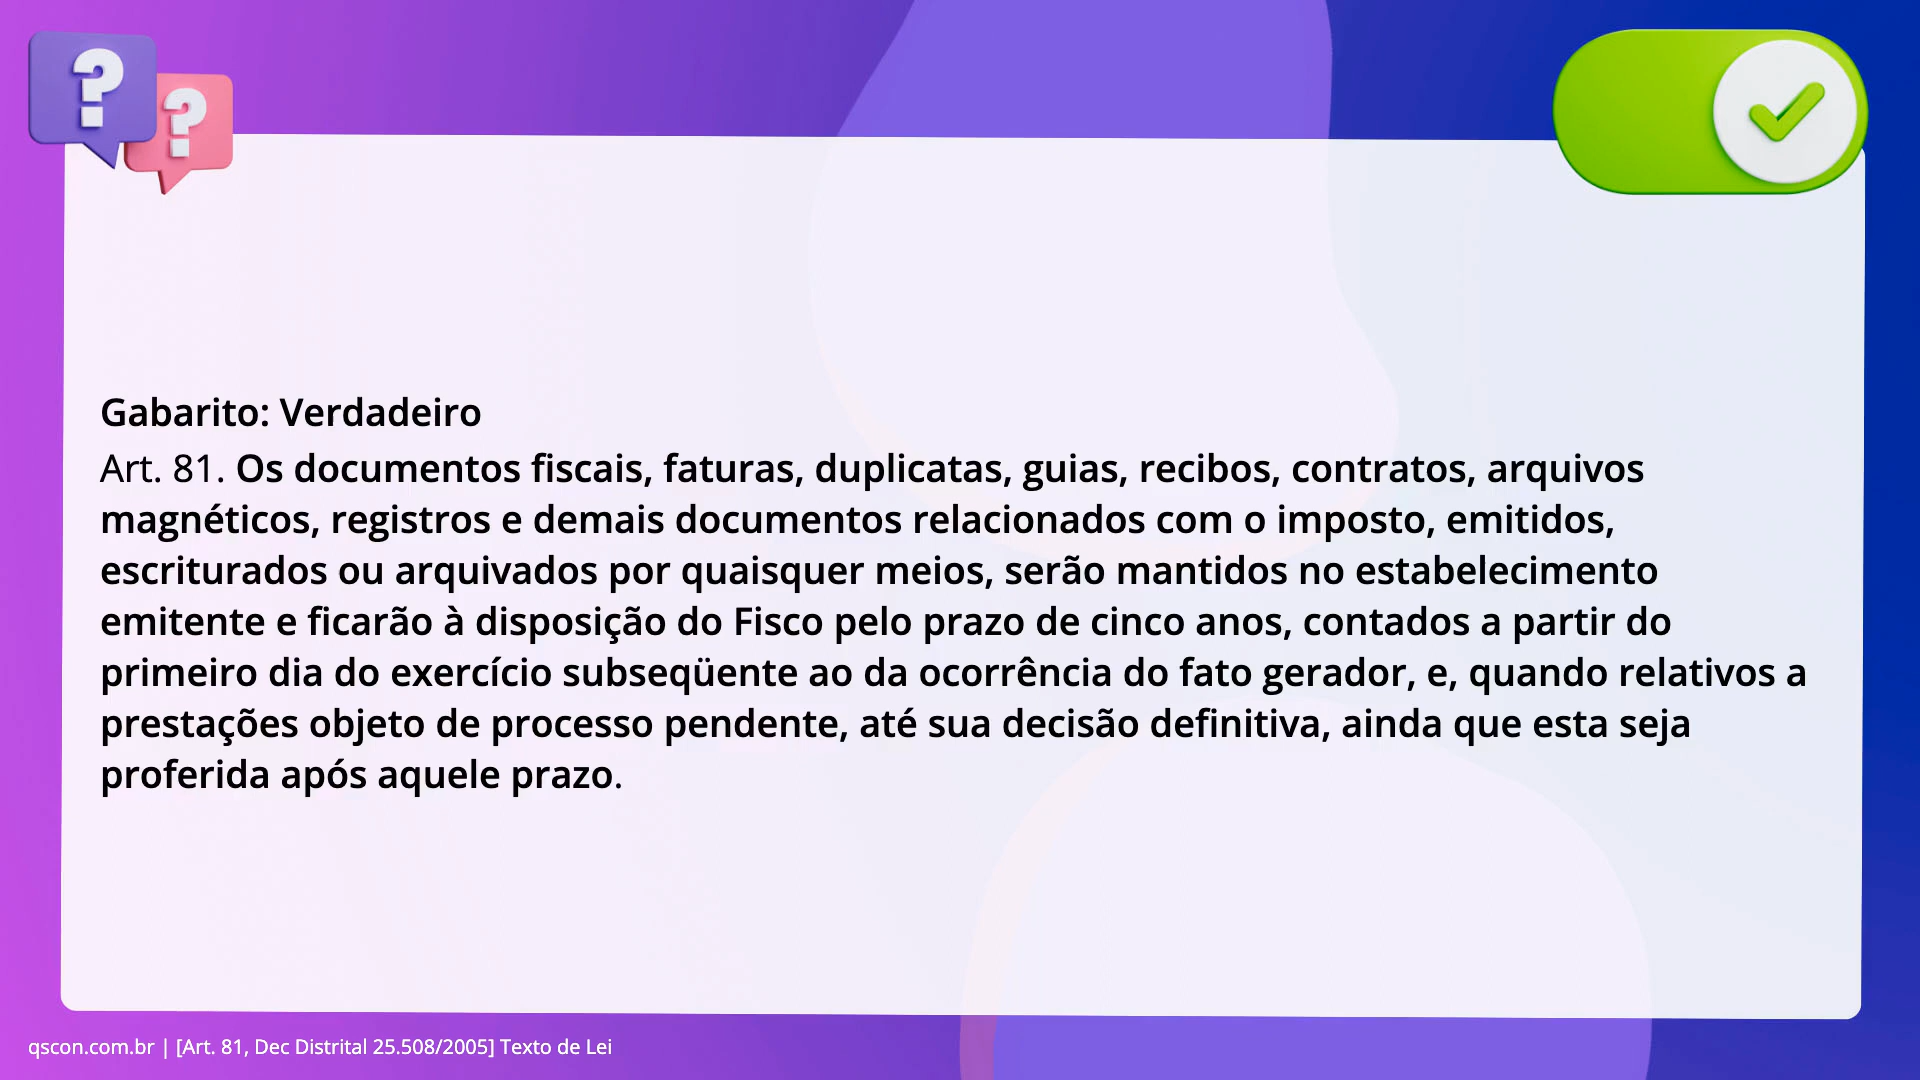 ?
?
Gabarito: Verdadeiro
Art. 81. Os documentos fiscais, faturas, duplicatas, guias, recibos, contratos, arquivos
magnéticos, registros e demais documentos relacionados com o imposto, emitidos,
escriturados ou arquivados por quaisquer meios, serão mantidos no estabelecimento
emitente e ficarão à disposição do Fisco pelo prazo de cinco anos, contados a partir do
primeiro dia do exercício subseqüente ao da ocorrência do fato gerador, e, quando relativos a
prestações objeto de processo pendente, até sua decisão definitiva, ainda que esta seja
proferida após aquele prazo.
qscon.com.br | [Art. 81, Dec Distrital 25.508/2005] Texto de Lei